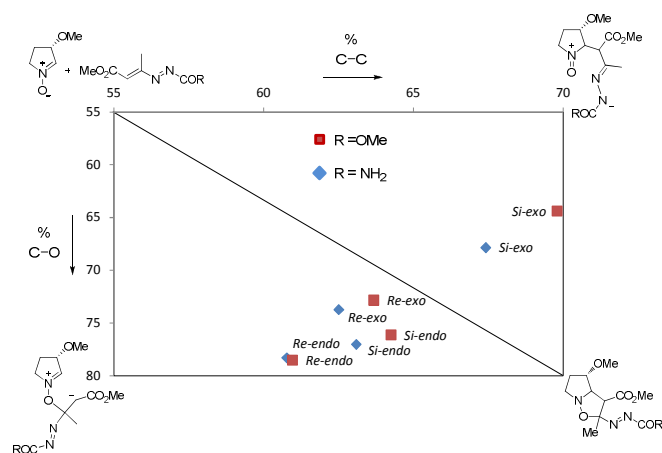 OMe
+
N
O
−
+
MeO₂C
N
N
COR
%
C–C
OMe
CO₂Me
+
N
O
CH₃
N
N
−
ROC
55
60
65
70
55
60
65
70
75
80
R =OMe
R = NH₂
Si-exo
Si-exo
Re-exo
Re-exo
Si-endo
Re-endo
Si-endo
Re-endo
%
C–O
OMe
+
N
O
−
CO₂Me
N
N
ROC
OMe
CO₂Me
N
O
Me
N
N
COR